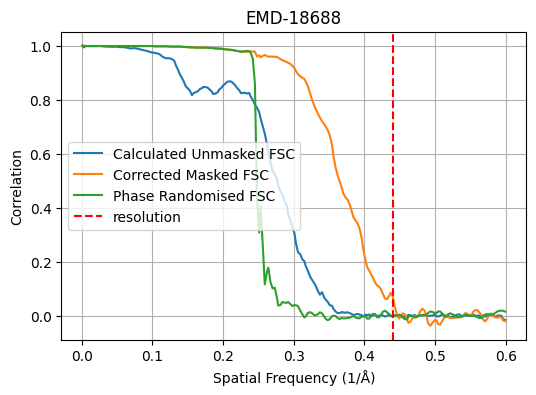 EMD-18688
1.0
0.8
0.6
0.4
0.2
0.0
Correlation
Calculated Unmasked FSC
Corrected Masked FSC
Phase Randomised FSC
resolution
0.0 0.1 0.2 0.3 0.4 0.5 0.6
Spatial Frequency (1/Å)